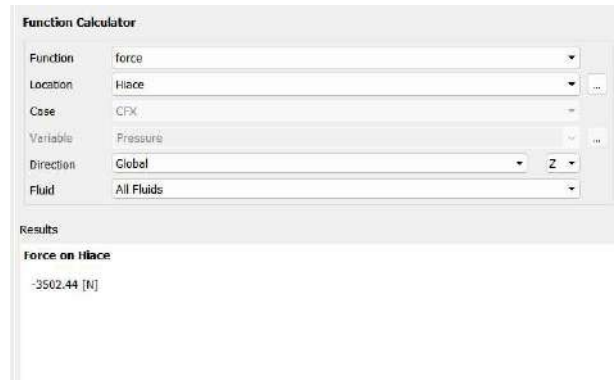 Function Calculator
Function force
Location Hiace ...
Case CFX
Variable Pressure ...
Direction Global Z
Fluid All Fluids
Results
Force on Hiace
-3502.44 [N]